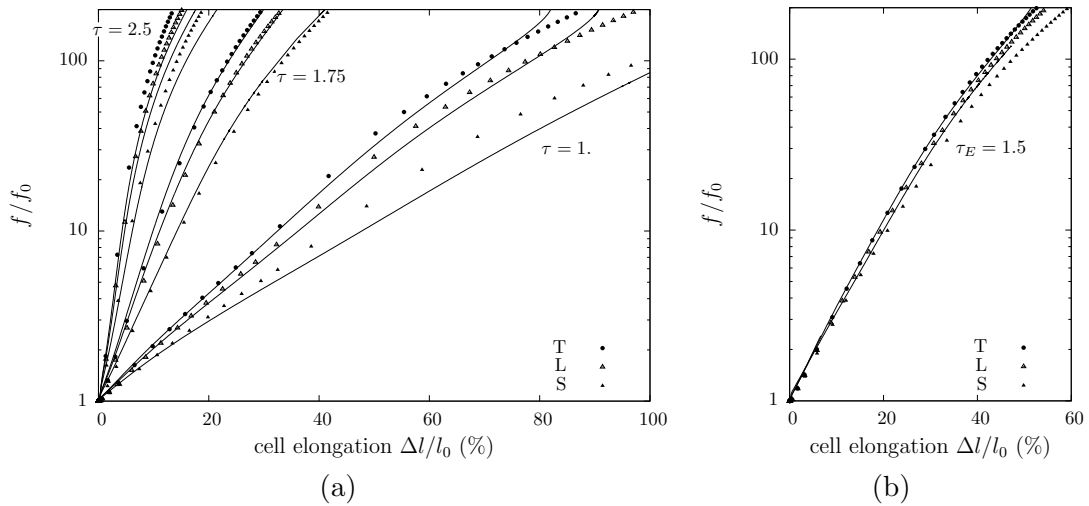 τ = 2.5
τ = 1.75
τ = 1.
100
10
1
f/f₀
T
L
S
0
20
40
60
80
100
cell elongation Δl/l₀ (%)
(a)
τ_E = 1.5
100
10
1
f/f₀
T
L
S
0
20
40
60
cell elongation Δl/l₀ (%)
(b)